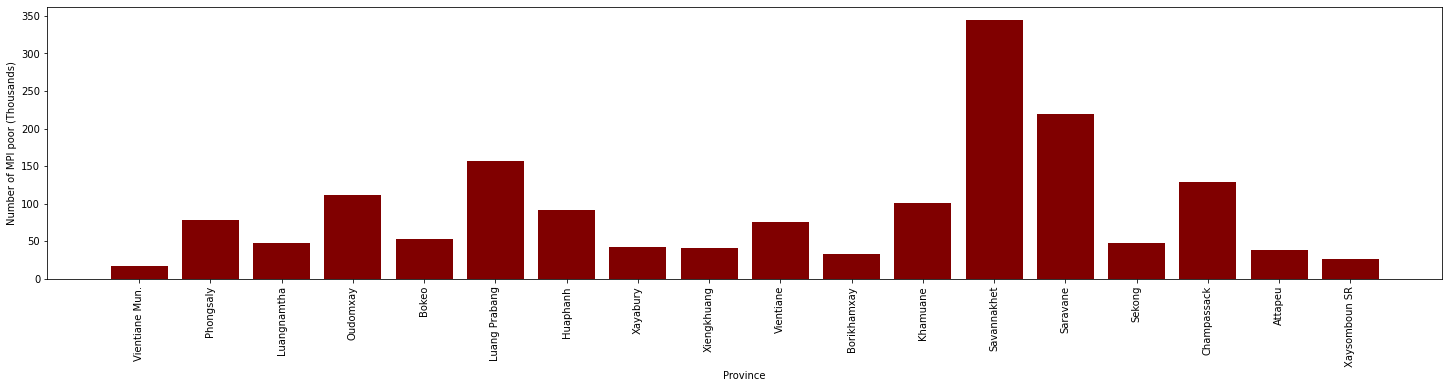 Number of MPI poor (Thousands)
350
300
250
200
150
100
50
0
Vientiane Mun.
Phongsaly
Luangnamtha
Oudomxay
Bokeo
Luang Prabang
Huaphanh
Xayabury
Xiengkhuang
Vientiane
Borikhamxay
Khamuane
Savannakhet
Saravane
Sekong
Champassack
Attapeu
Xaysomboun SR
Province